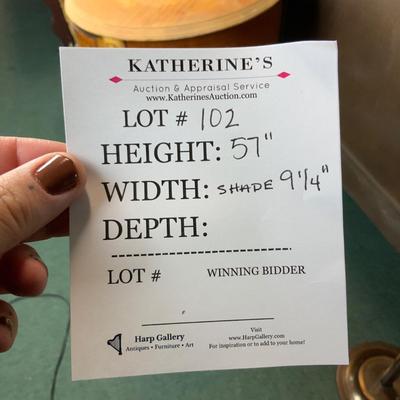 KATHERINE'S
Auction & Appraisal Service
www.KatherinesAuction.com
LOT # 102
HEIGHT: 57"
WIDTH: SHADE 9 1/4"
DEPTH:
LOT # WINNING BIDDER
Harp Gallery
Antiques • Furniture • Art
Visit
www.HarpGallery.com
For inspiration or to add to your home!